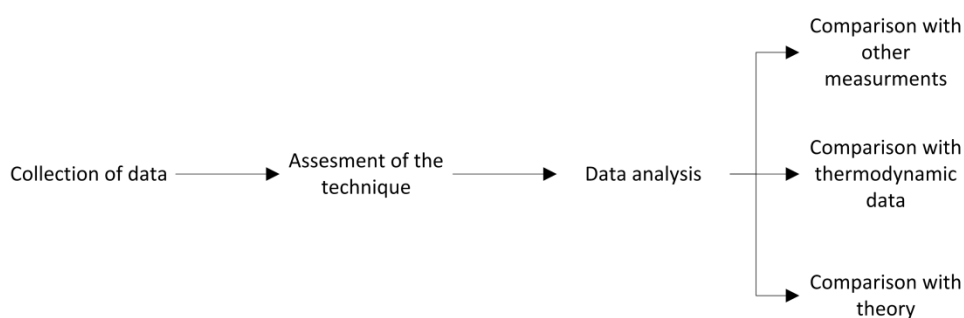 Collection of data
Assesment of the
technique
Data analysis
Comparison with
other
measurments
Comparison with
thermodynamic
data
Comparison with
theory